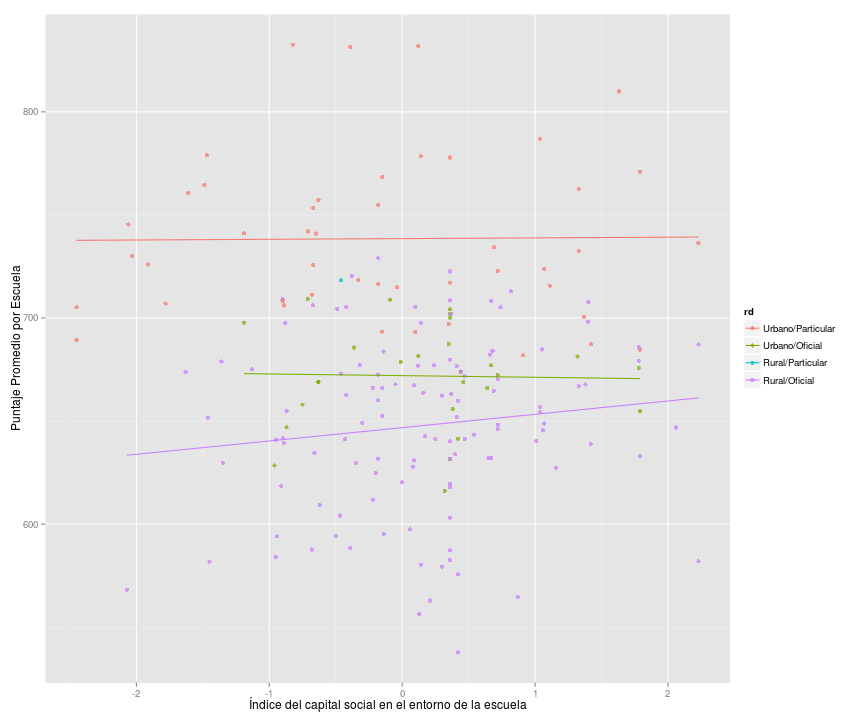 Puntaje Promedio por Escuela
800
700
600
-2
-1
0
1
2
Índice del capital social en el entorno de la escuela
rd
Urbano/Particular
Urbano/Oficial
Rural/Particular
Rural/Oficial